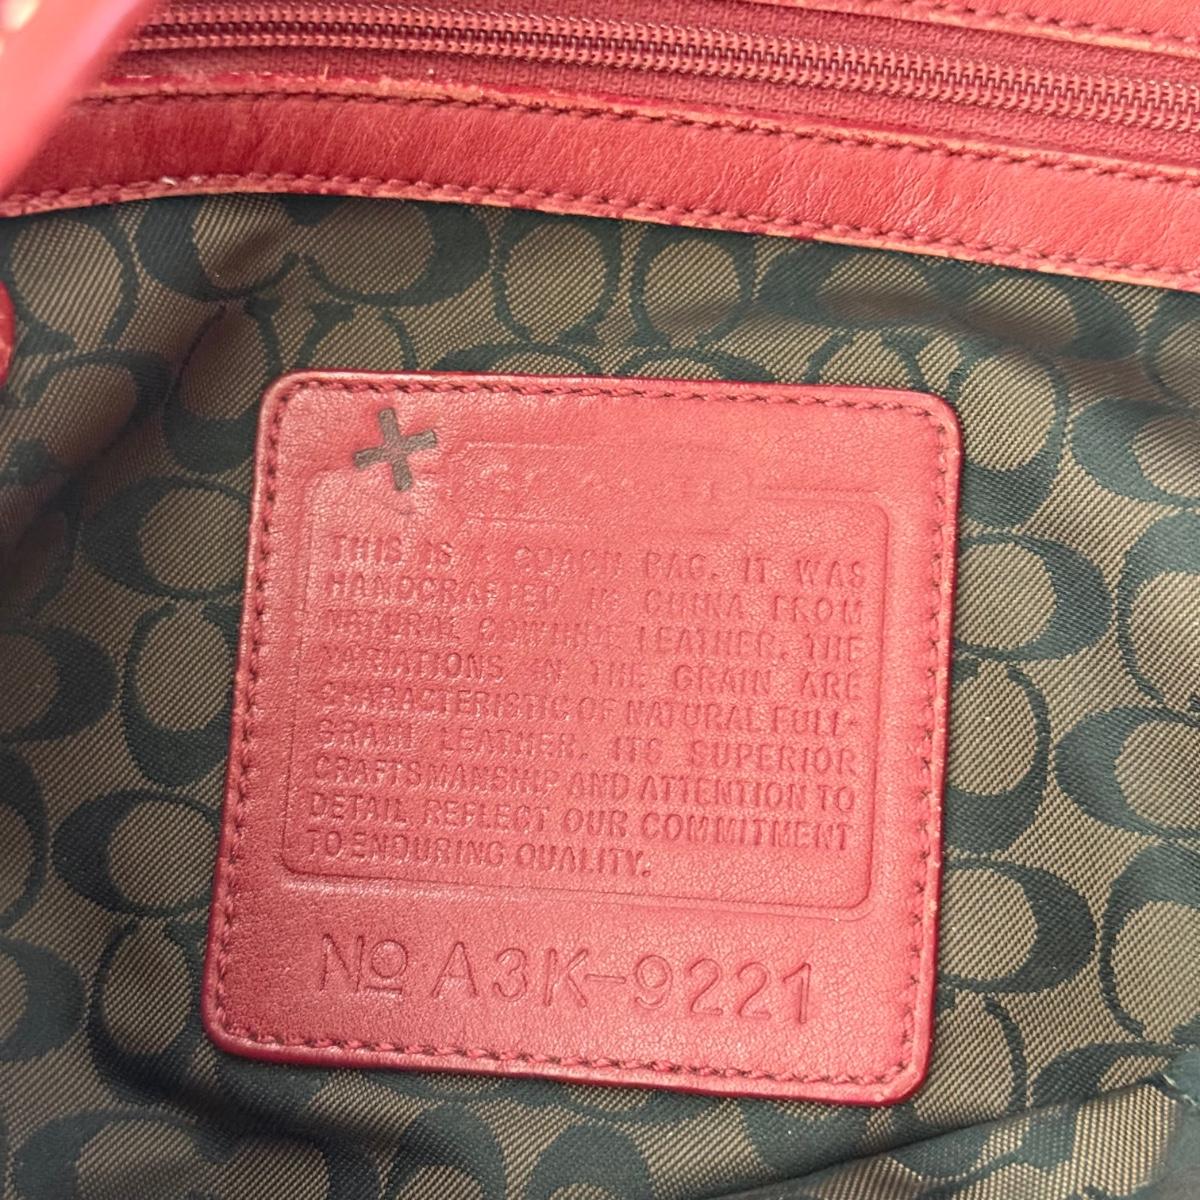 THIS IS A COACH BAG. IT WAS
HANDCRAFTED IN CHINA FROM
NATURAL COWHIDE LEATHER. THE
VARIATIONS IN THE GRAIN ARE
CHARACTERISTIC OF NATURAL FULL-
GRAIN LEATHER. ITS SUPERIOR
CRAFTSMANSHIP AND ATTENTION TO
DETAIL REFLECT OUR COMMITMENT
TO ENDURING QUALITY.
No A3K-9221